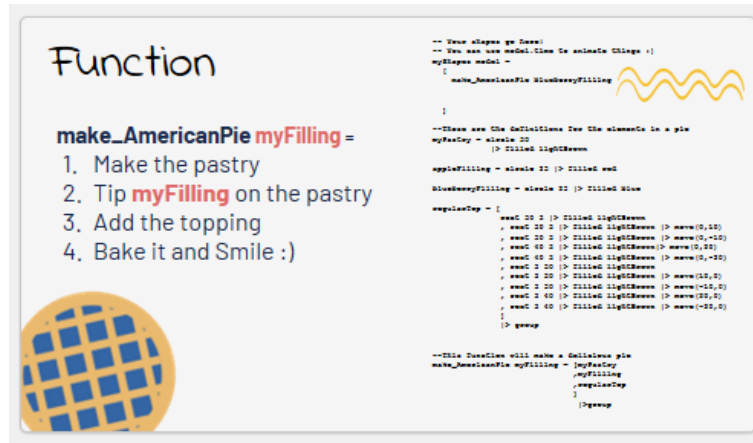 Function
make_AmericanPie myFilling =
1. Make the pastry
2. Tip myFilling on the pastry
3. Add the topping
4. Bake it and Smile :)
-- Your shapes go here!
-- You can use model.time to animate things :)
myShapes model =
[
make_AmericanPie blueberryFilling
]
--These are the definitions for the elements in a pie
myPastry = circle
|> filled lightBrown
appleFilling = circle 32 |> filled red
blueberryFilling = circle 32 |> filled blue
regularTop = [
rect 20 2 |> filled lightBrown
, rect 20 2 |> filled lightBrown |> move(0,10)
, rect 20 2 |> filled lightBrown |> move(0,-10)
, rect 40 2 |> filled lightBrown|> move(0,20)
, rect 40 2 |> filled lightBrown |> move(0,-20)
, rect 2 20 |> filled lightBrown
, rect 2 20 |> filled lightBrown |> move(10,0)
, rect 2 20 |> filled lightBrown |> move(-10,0)
, rect 2 40 |> filled lightBrown |> move(20,0)
, rect 2 40 |> filled lightBrown |> move(-20,0)
]
|> group
--This function will make a delicious pie
make_AmericanPie myFilling = [myPastry
,myFilling
,regularTop
]
|>group